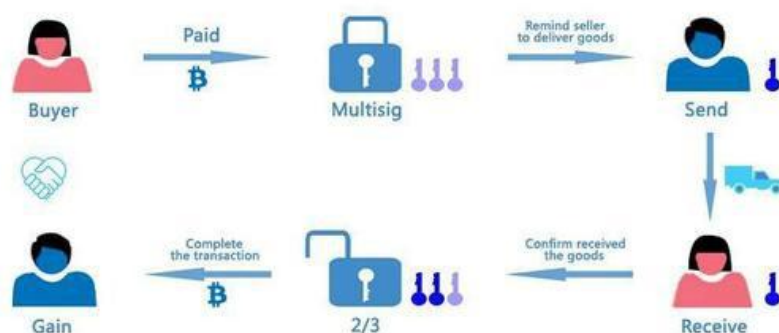 Paid
Remind seller
to deliver goods
Buyer
Multisig
Send
Complete
the transaction
Confirm received
the goods
Gain
2/3
Receive